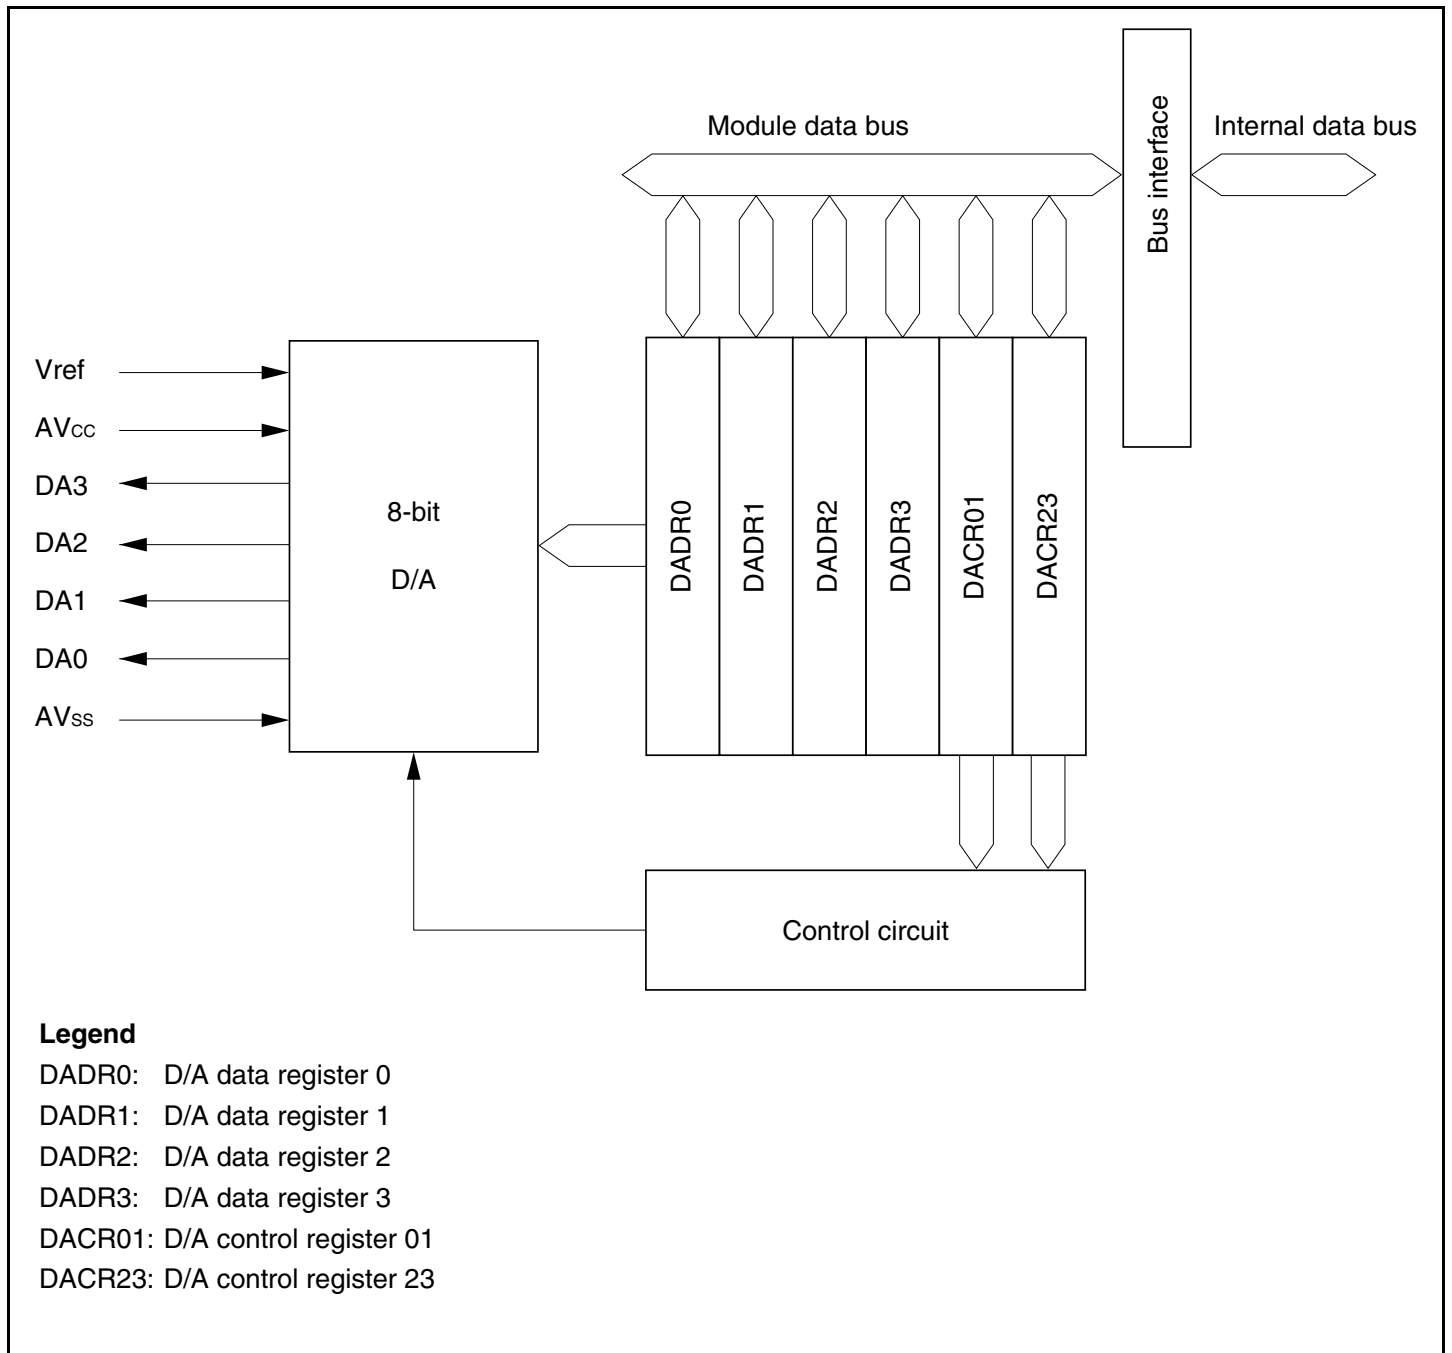 Module data bus
Internal data bus
Bus interface
Vref
AVCC
DA3
DA2
DA1
DA0
AVSS
8-bit
D/A
DADR0
DADR1
DADR2
DADR3
DACR01
DACR23
Control circuit
Legend
DADR0: D/A data register 0
DADR1: D/A data register 1
DADR2: D/A data register 2
DADR3: D/A data register 3
DACR01: D/A control register 01
DACR23: D/A control register 23